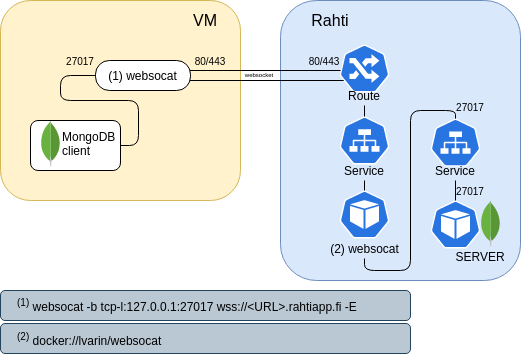 VM
Rahti
27017
80/443
80/443
(1) websocat
websocket
Route
27017
MongoDB
client
Service
Service
27017
(2) websocat
SERVER
(1) websocat -b tcp-l:127.0.0.1:27017 wss://<URL>.rahtiapp.fi -E
(2) docker://lvarin/websocat